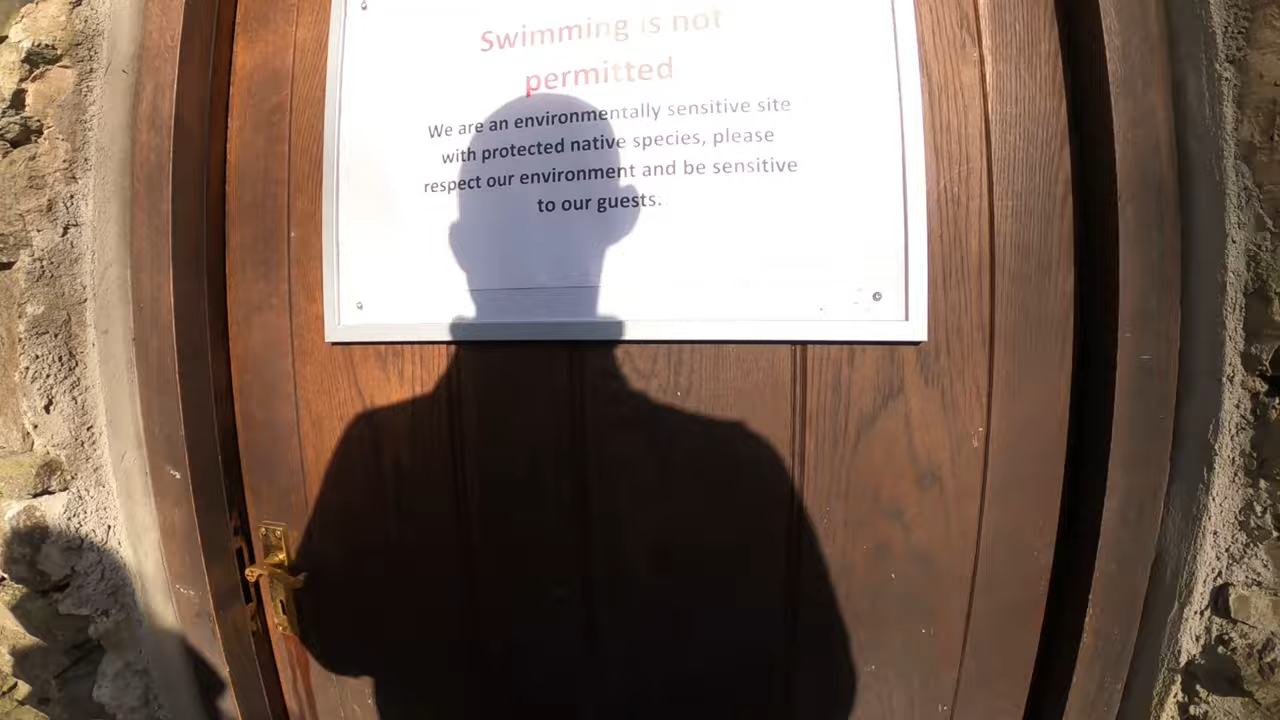 Swimming is not
permitted
We are an environmentally sensitive site
with protected native species, please
respect our environment and be sensitive
to our guests.